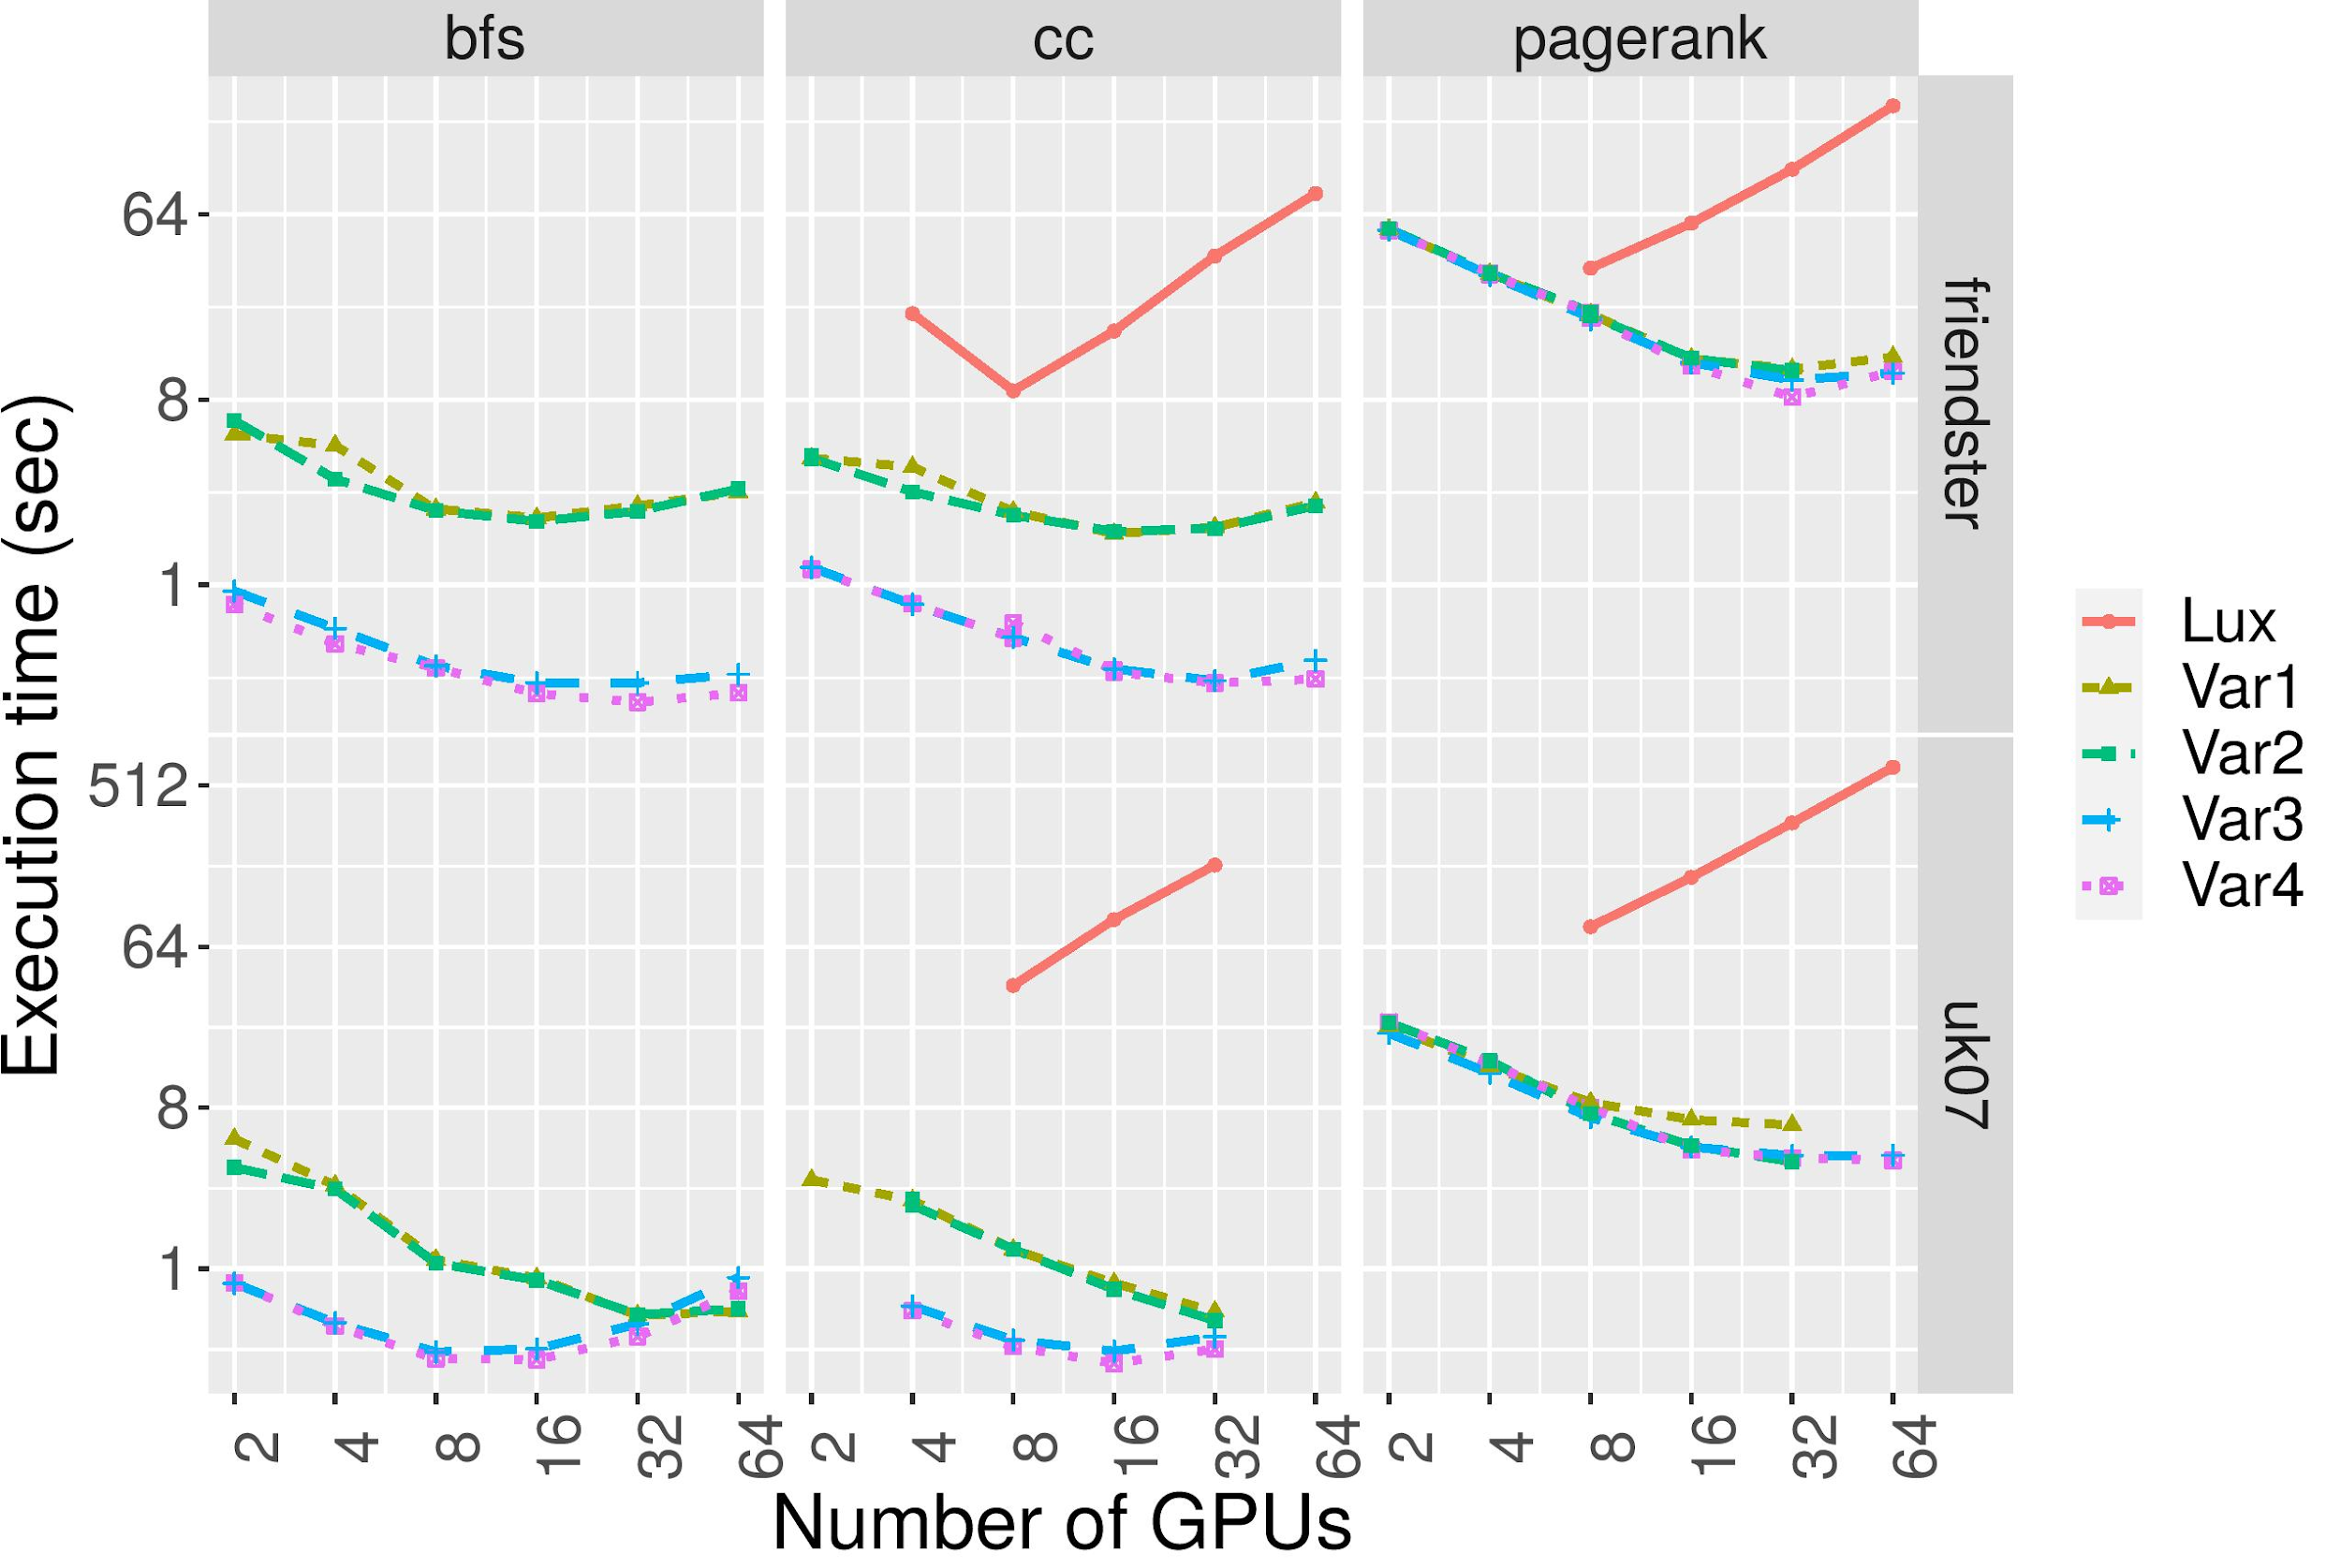 bfs
cc
pagerank
Execution time (sec)
64
8
1
friendster
512
64
8
1
uk07
2
4
8
16
32
64
2
4
8
16
32
64
2
4
8
16
32
64
Number of GPUs
Lux
Var1
Var2
Var3
Var4